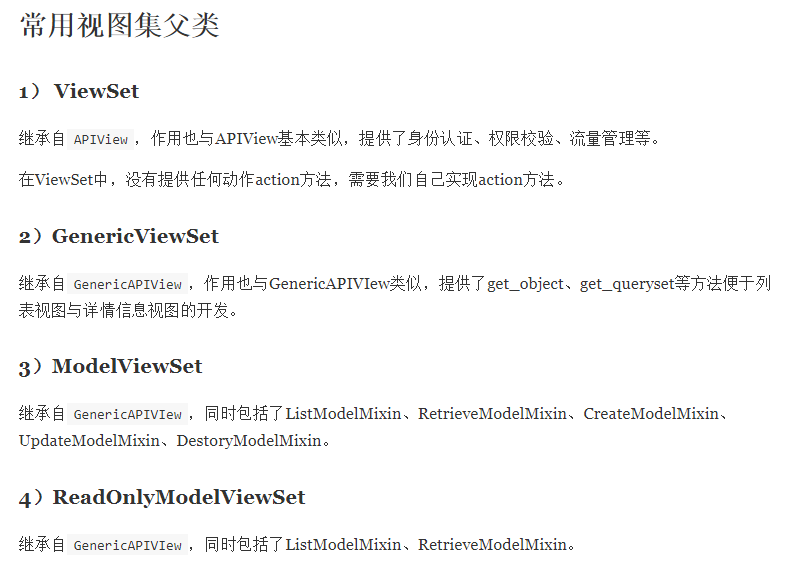 常用视图集父类
1） ViewSet
继承自 APIView ，作用也与APIView基本类似，提供了身份认证、权限校验、流量管理等。
在ViewSet中，没有提供任何动作action方法，需要我们自己实现action方法。
2）GenericViewSet
继承自 GenericAPIView ，作用也与GenericAPIVIew类似，提供了get_object、get_queryset等方法便于列
表视图与详情信息视图的开发。
3）ModelViewSet
继承自 GenericAPIVIew ，同时包括了ListModelMixin、RetrieveModelMixin、CreateModelMixin、
UpdateModelMixin、DestoryModelMixin。
4）ReadOnlyModelViewSet
继承自 GenericAPIVIew ，同时包括了ListModelMixin、RetrieveModelMixin。